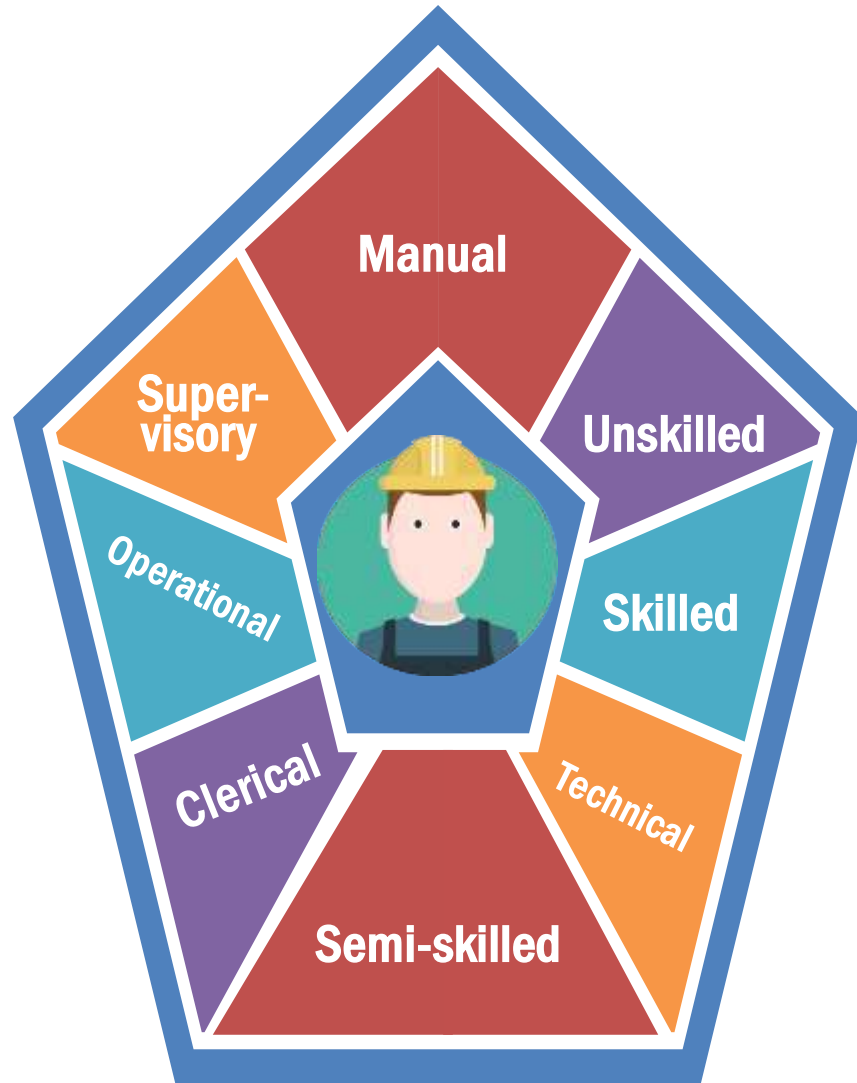 Manual
Super-
visory
Unskilled
Operational
Skilled
Clerical
Technical
Semi-skilled